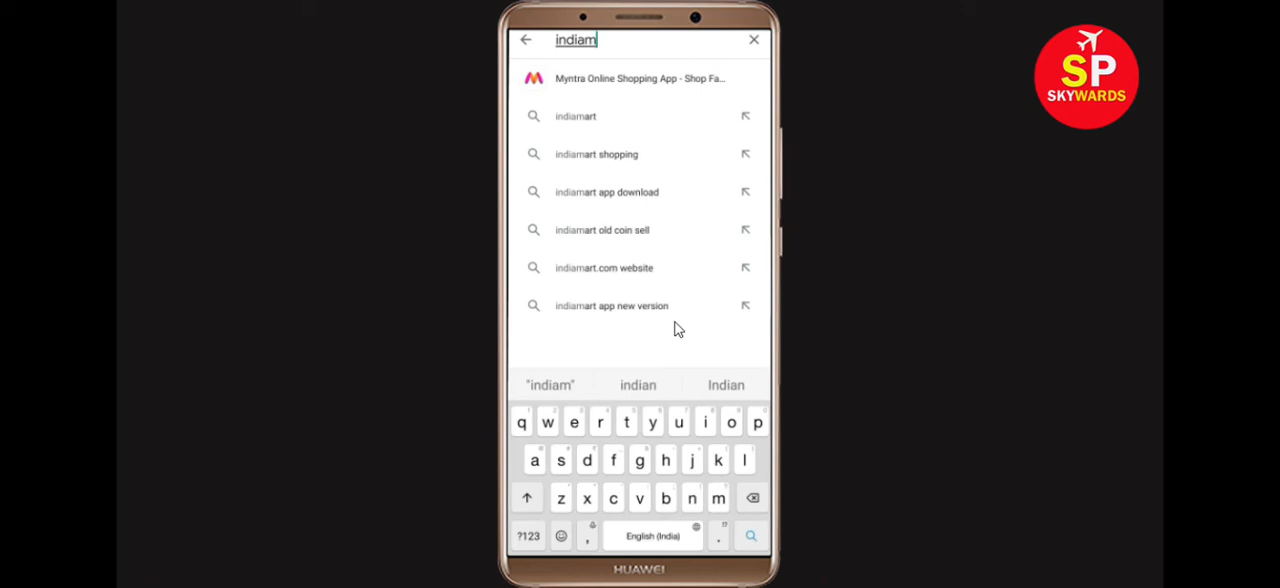 indiam
SP
SKYWARDS
Myntra Online Shopping App - Shop Fa...
indiamart
indiamart shopping
indiamart app download
indiamart old coin sell
indiamart.com website
indiamart app new version
"indiam" indian Indian
q w e r t y u i o p
a s d f g h j k l
z x c v b n m
?123 , English (India) .
HUAWEI